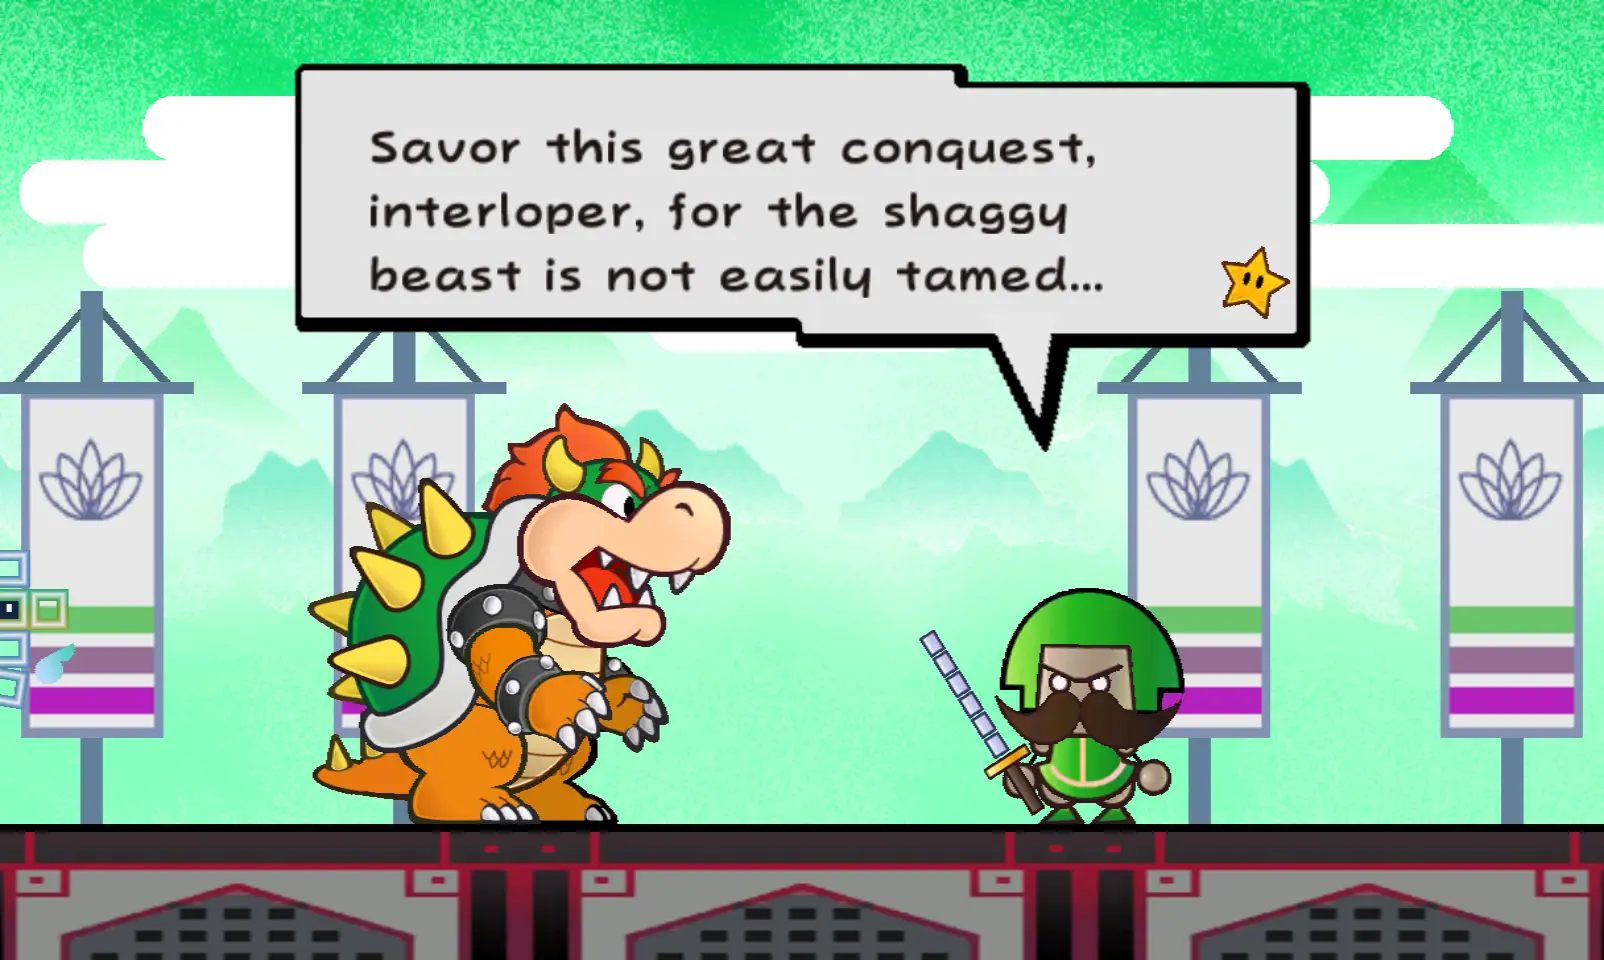 Savor this great conquest,
interloper, for the shaggy
beast is not easily tamed...